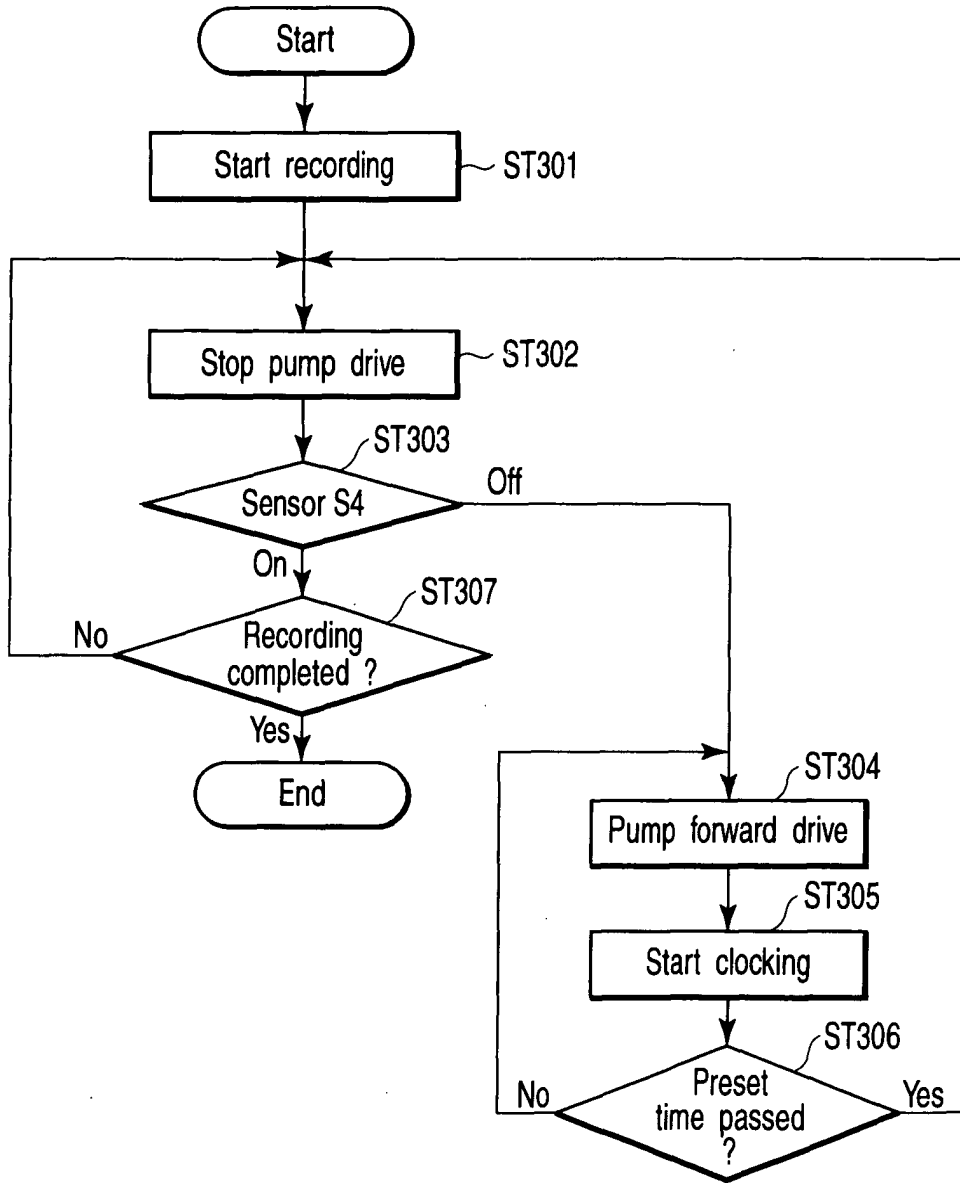 Start
Start recording
ST301
Stop pump drive
ST302
ST303
Sensor S4
Off
On
ST307
No
Recording
completed ?
Yes
End
ST304
Pump forward drive
ST305
Start clocking
ST306
No
Preset
time passed
?
Yes